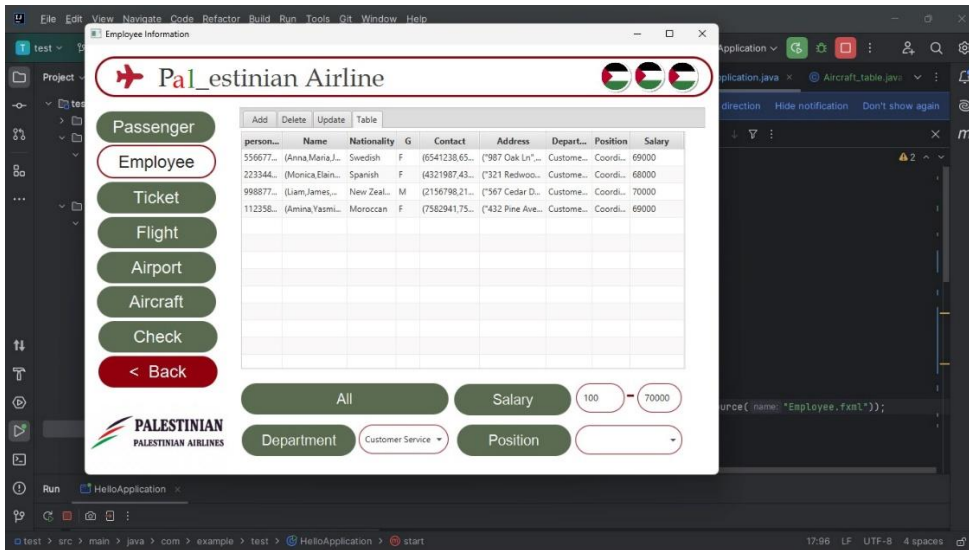 File Edit View Navigate Code Refactor Build Run Tools Git Window Help
Employee Information
T test
Application
Project
Pal_estinian Airline
plication.java × Aircraft_table.java
direction Hide notification Don't show again
tes
Passenger
Employee
Ticket
Flight
Airport
Aircraft
Check
< Back
Add Delete Update Table
person... Name Nationality G Contact Address Depart... Position Salary
556677... (Anna,Maria,J... Swedish F (6541238,65... ("987 Oak Ln",... Custome... Coordi... 69000
223344... (Monica,Elain... Spanish F (4321987,43... ("321 Redwoo... Custome... Coordi... 68000
998877... (Liam,James,... New Zeal... M (2156798,21... ("567 Cedar D... Custome... Coordi... 70000
112358... (Amina,Yasmi... Moroccan F (7582941,75... ("432 Pine Ave... Custome... Coordi... 69000
2
All Salary 100 - 70000
Department Customer Service Position
PALESTINIAN
PALESTINIAN AIRLINES
urce( name: "Employee.fxml"));
Run HelloApplication ×
test > src > main > java > com > example > test > HelloApplication > start
17:96 LF UTF-8 4 spaces